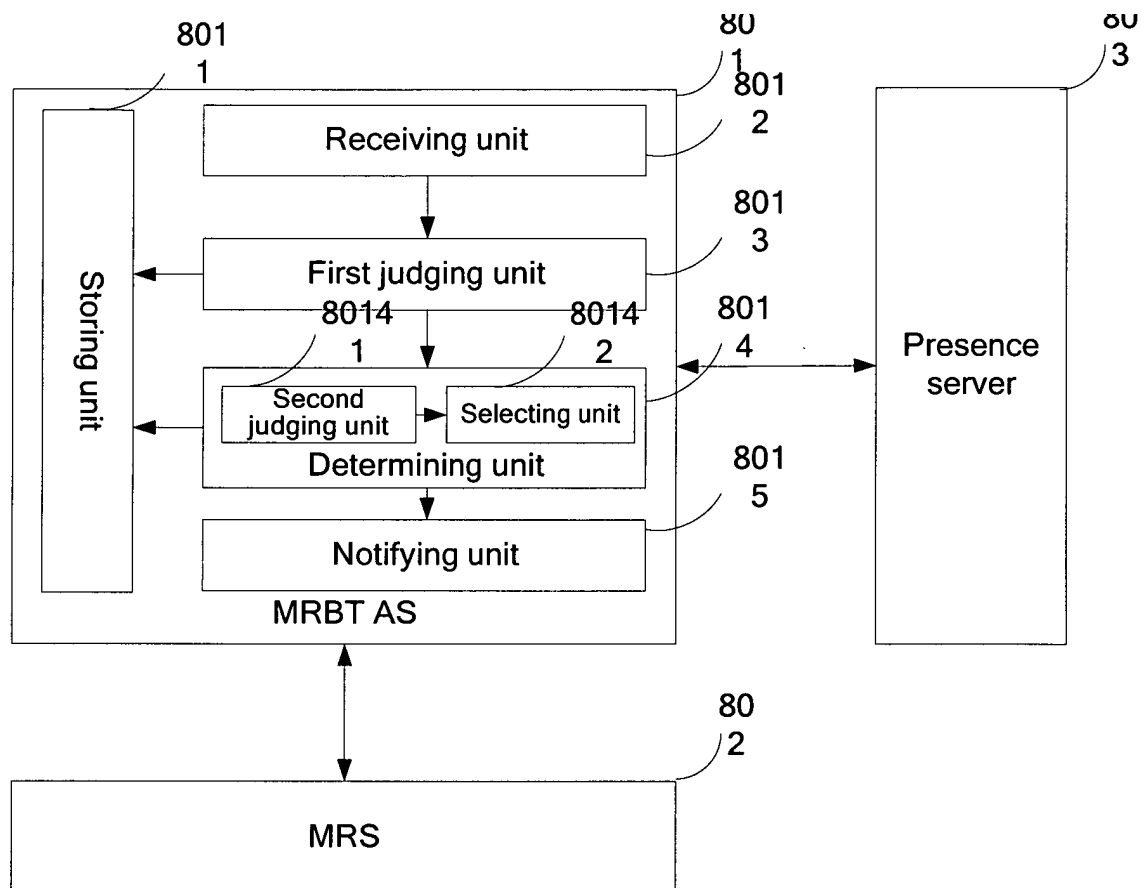 801
1
80
1
80
3
801
2
Receiving unit
801
3
First judging unit
Storing unit
8014
1
8014
2
801
4
Second
judging unit
Selecting unit
Determining unit
Presence
server
801
5
Notifying unit
MRBT AS
80
2
MRS